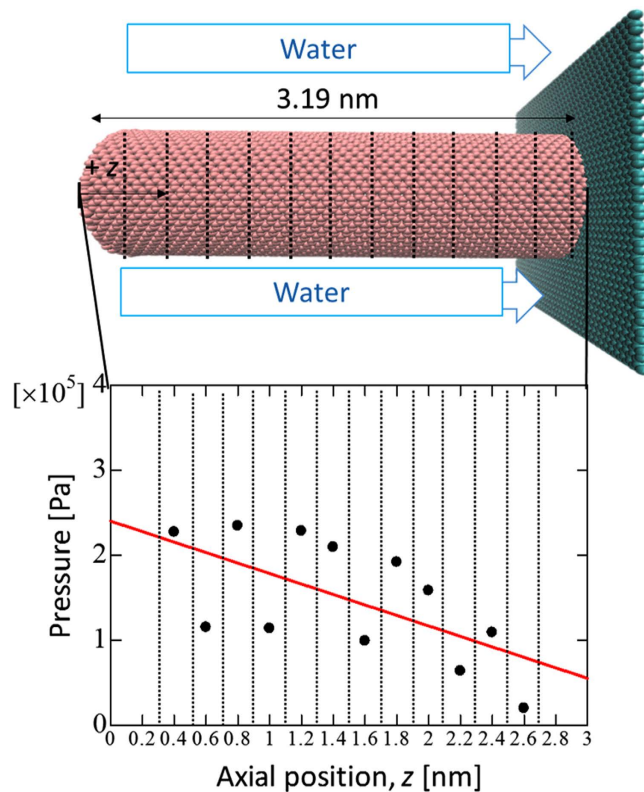 Water
3.19 nm
+ z
Water
[×10⁵]
4
3
2
1
0
Pressure [Pa]
0 0.2 0.4 0.6 0.8 1 1.2 1.4 1.6 1.8 2 2.2 2.4 2.6 2.8 3
Axial position, z [nm]